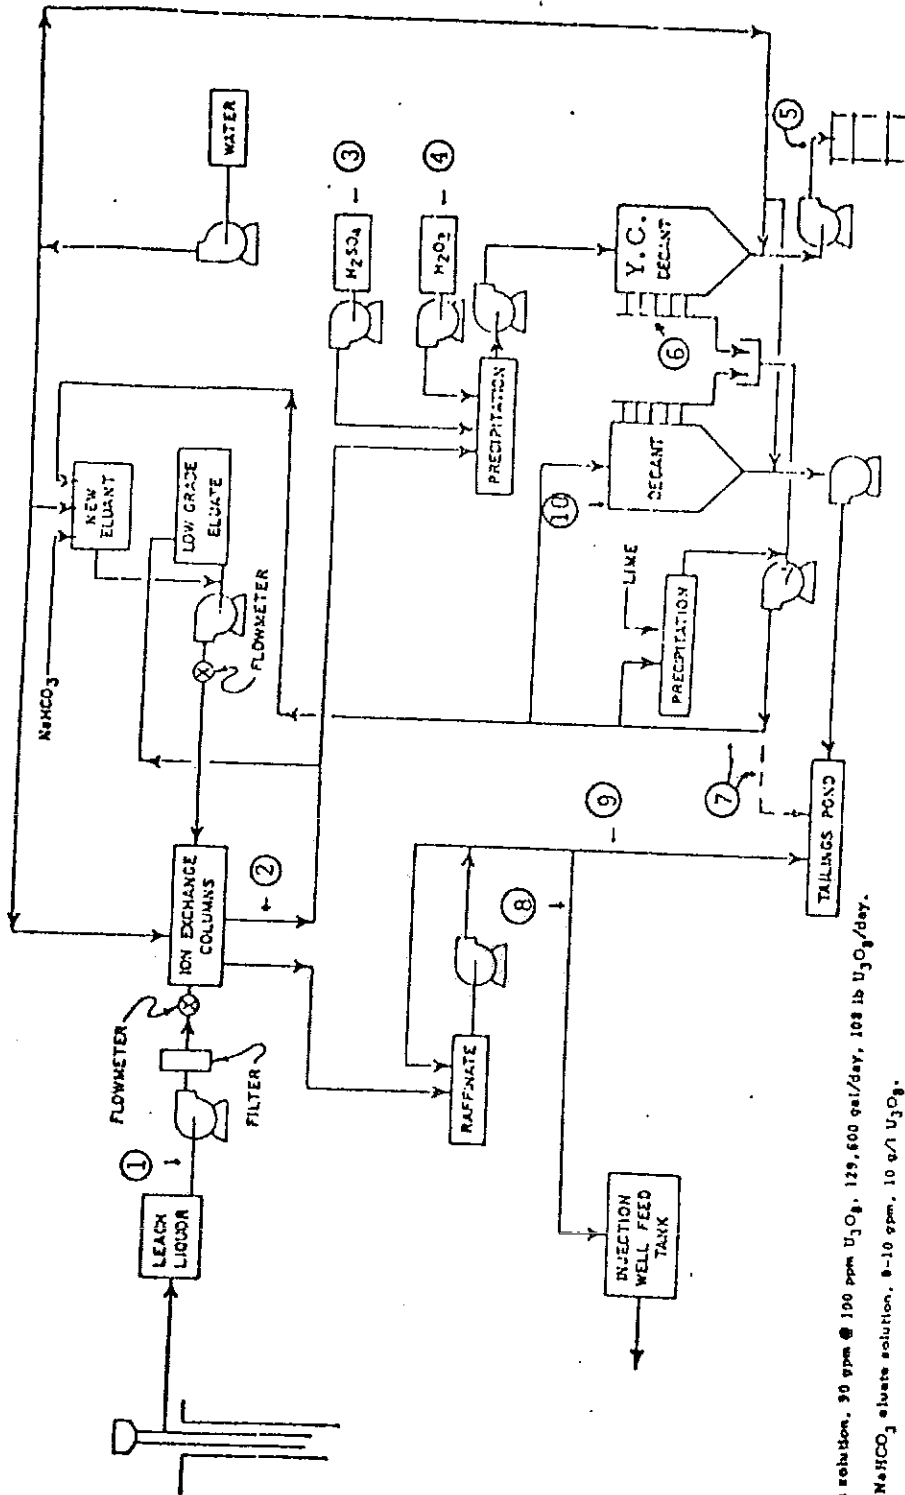 WATER
NaHCO3
NEW
ELUANT
LOW GRADE
ELUATE
FLOWMETER
H2SO4
3
H2O2
4
PRECIPITATION
Y. C.
DECANT
5
6
DECANT
10
LIME
PRECIPITATION
7
TAILINGS POND
ION EXCHANGE
COLUMNS
2
FLOWMETER
FILTER
1
LEACH
LIQUOR
RAFFINATE
8
9
INJECTION
WELL FEED
TANK
solution, 90 gpm @ 100 ppm U3O8, 129,600 gal/day, 108 lb U3O8/day.
NaHCO3 eluate solution, 8-10 gpm, 10 g/l U3O8.